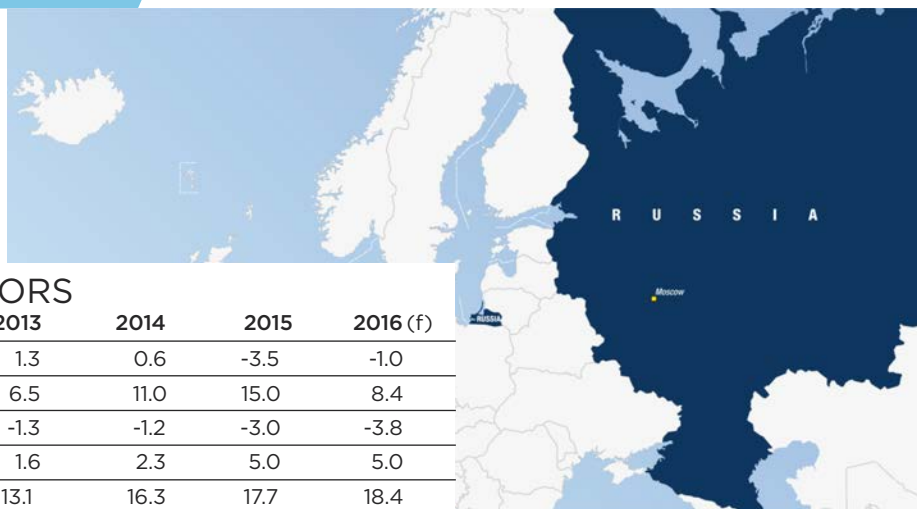 R U S S I A
Moscow
RUSSIA
ORS
2013 2014 2015 2016 (f)
1.3 0.6 -3.5 -1.0
6.5 11.0 15.0 8.4
-1.3 -1.2 -3.0 -3.8
1.6 2.3 5.0 5.0
13.1 16.3 17.7 18.4